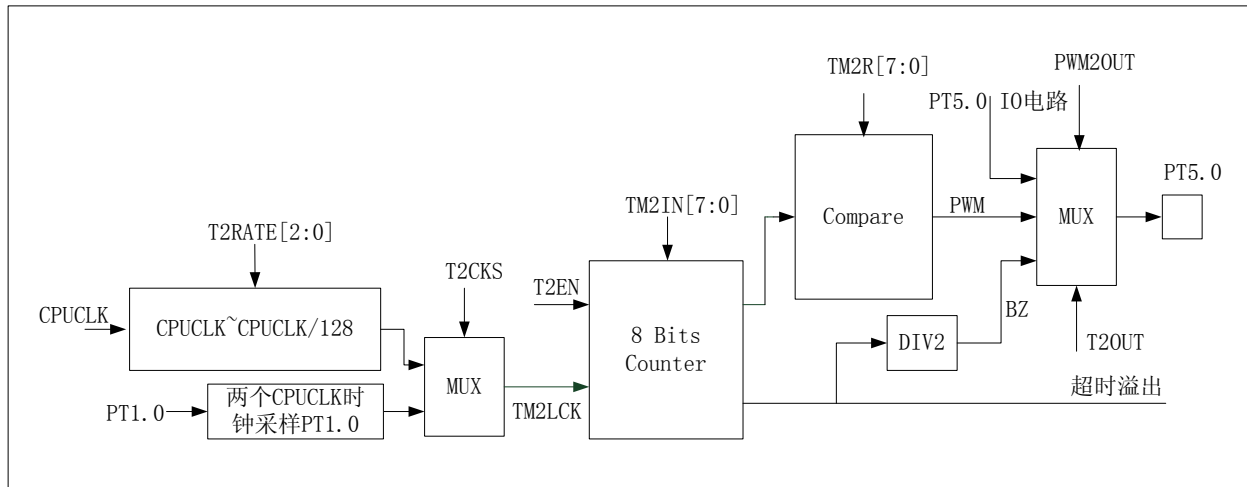 TM2R[7:0]
PWM2OUT
PT5.0 IO电路
PT5.0
TM2IN[7:0]
Compare
PWM
MUX
T2RATE[2:0]
T2CKS
T2EN
CPUCLK
CPUCLK~CPUCLK/128
8 Bits
Counter
BZ
DIV2
T2OUT
MUX
TM2LCK
超时溢出
PT1.0
两个CPUCLK时
钟采样PT1.0